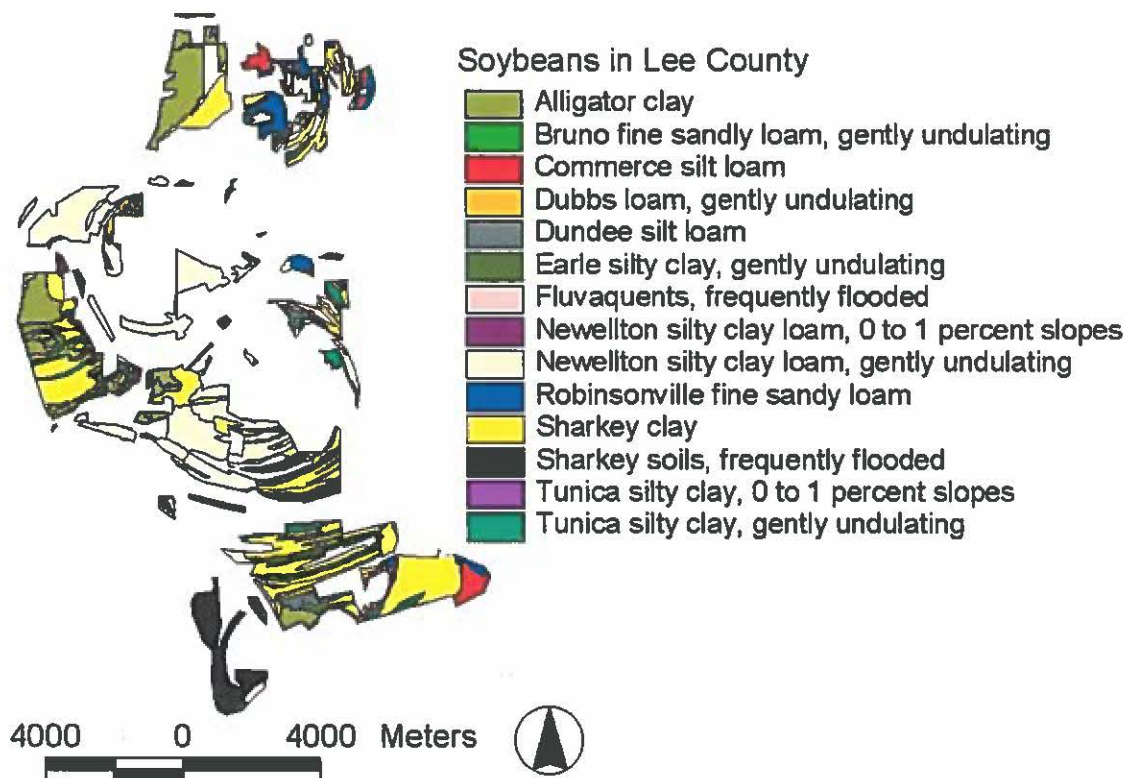 Soybeans in Lee County
Alligator clay
Bruno fine sandly loam, gently undulating
Commerce silt loam
Dubbs loam, gently undulating
Dundee silt loam
Earle silty clay, gently undulating
Fluvaquents, frequently flooded
Newellton silty clay loam, 0 to 1 percent slopes
Newellton silty clay loam, gently undulating
Robinsonville fine sandy loam
Sharkey clay
Sharkey soils, frequently flooded
Tunica silty clay, 0 to 1 percent slopes
Tunica silty clay, gently undulating
4000 0 4000 Meters